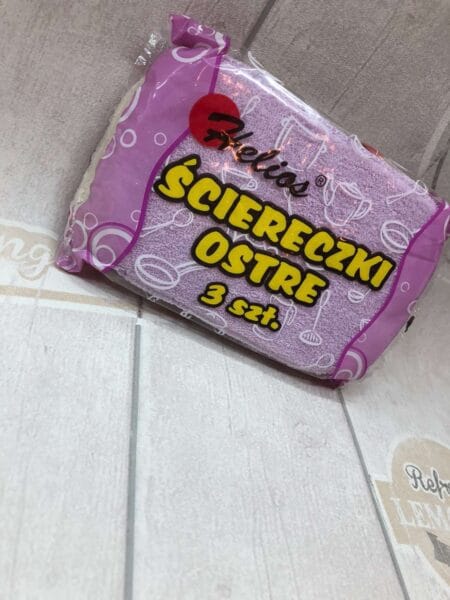 Helios®
ŚCIERECZKI
OSTRE
3 szt.